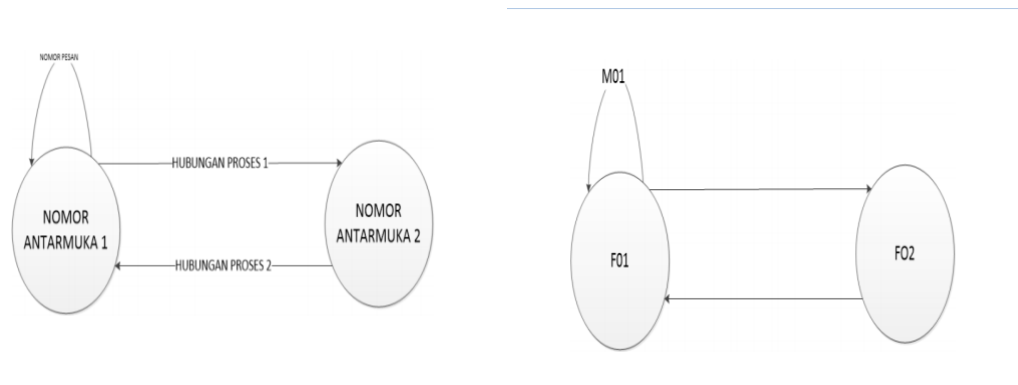 NOMOR PESAN
HUBUNGAN PROSES 1
NOMOR
ANTARMUKA 1
NOMOR
ANTARMUKA 2
HUBUNGAN PROSES 2
M01
F01
FO2